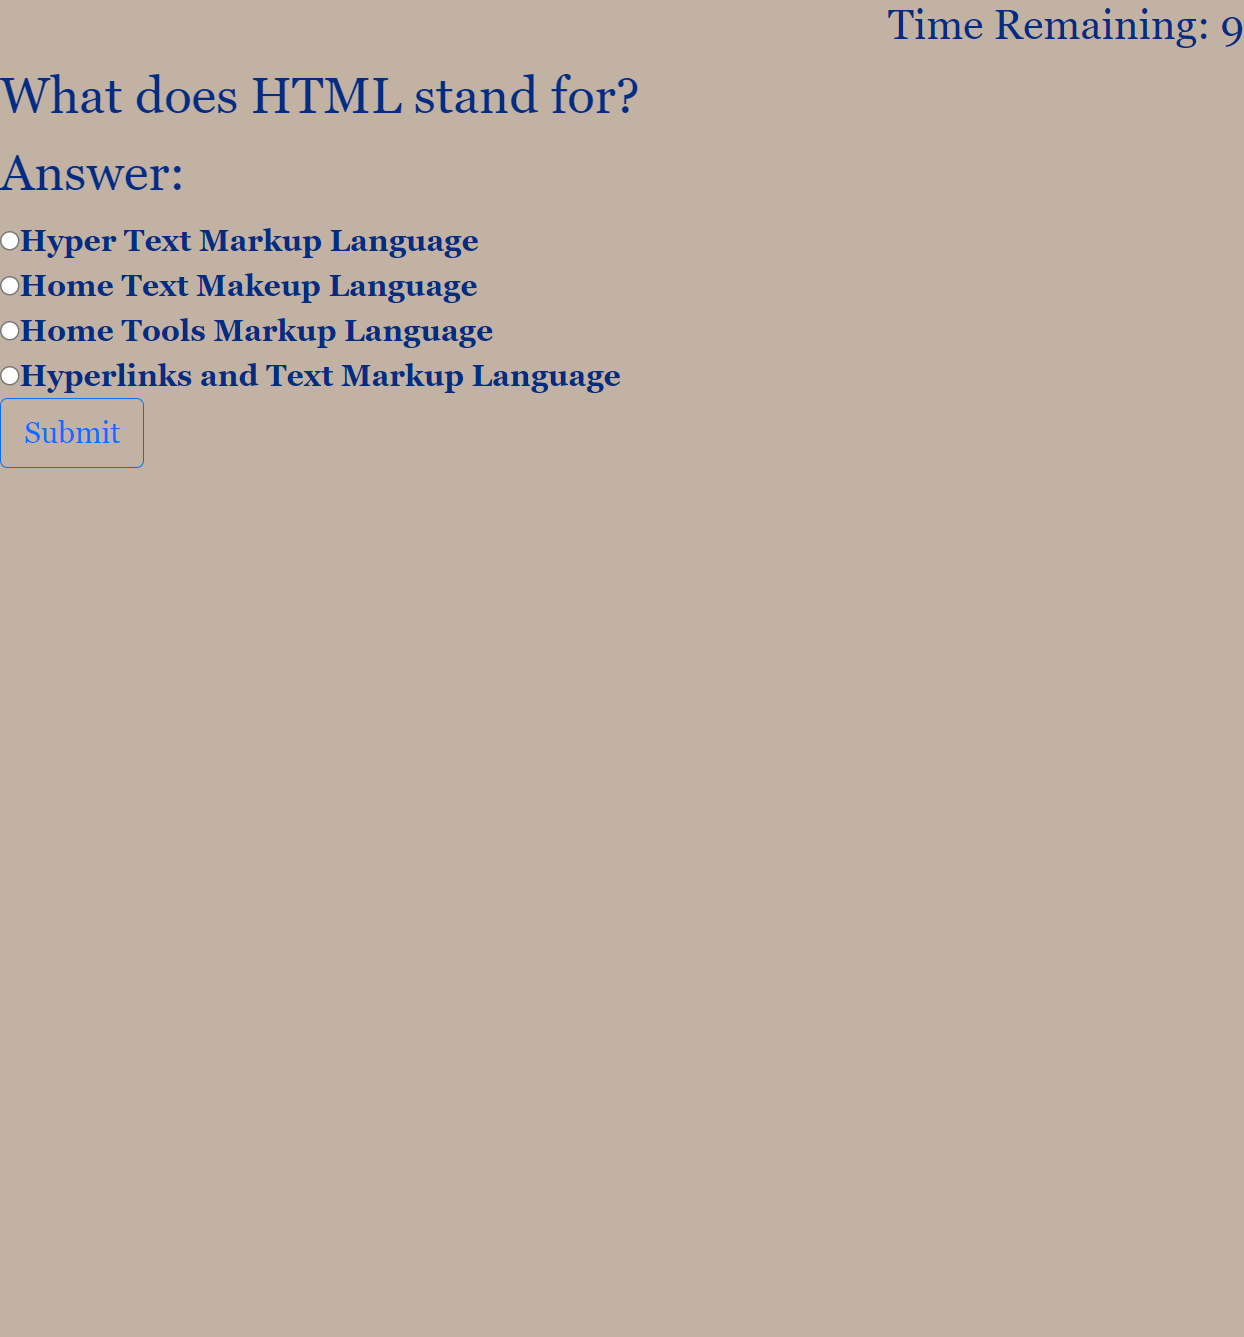 Time Remaining: 9
What does HTML stand for?
Answer:
Hyper Text Markup Language
Home Text Makeup Language
Home Tools Markup Language
Hyperlinks and Text Markup Language
Submit